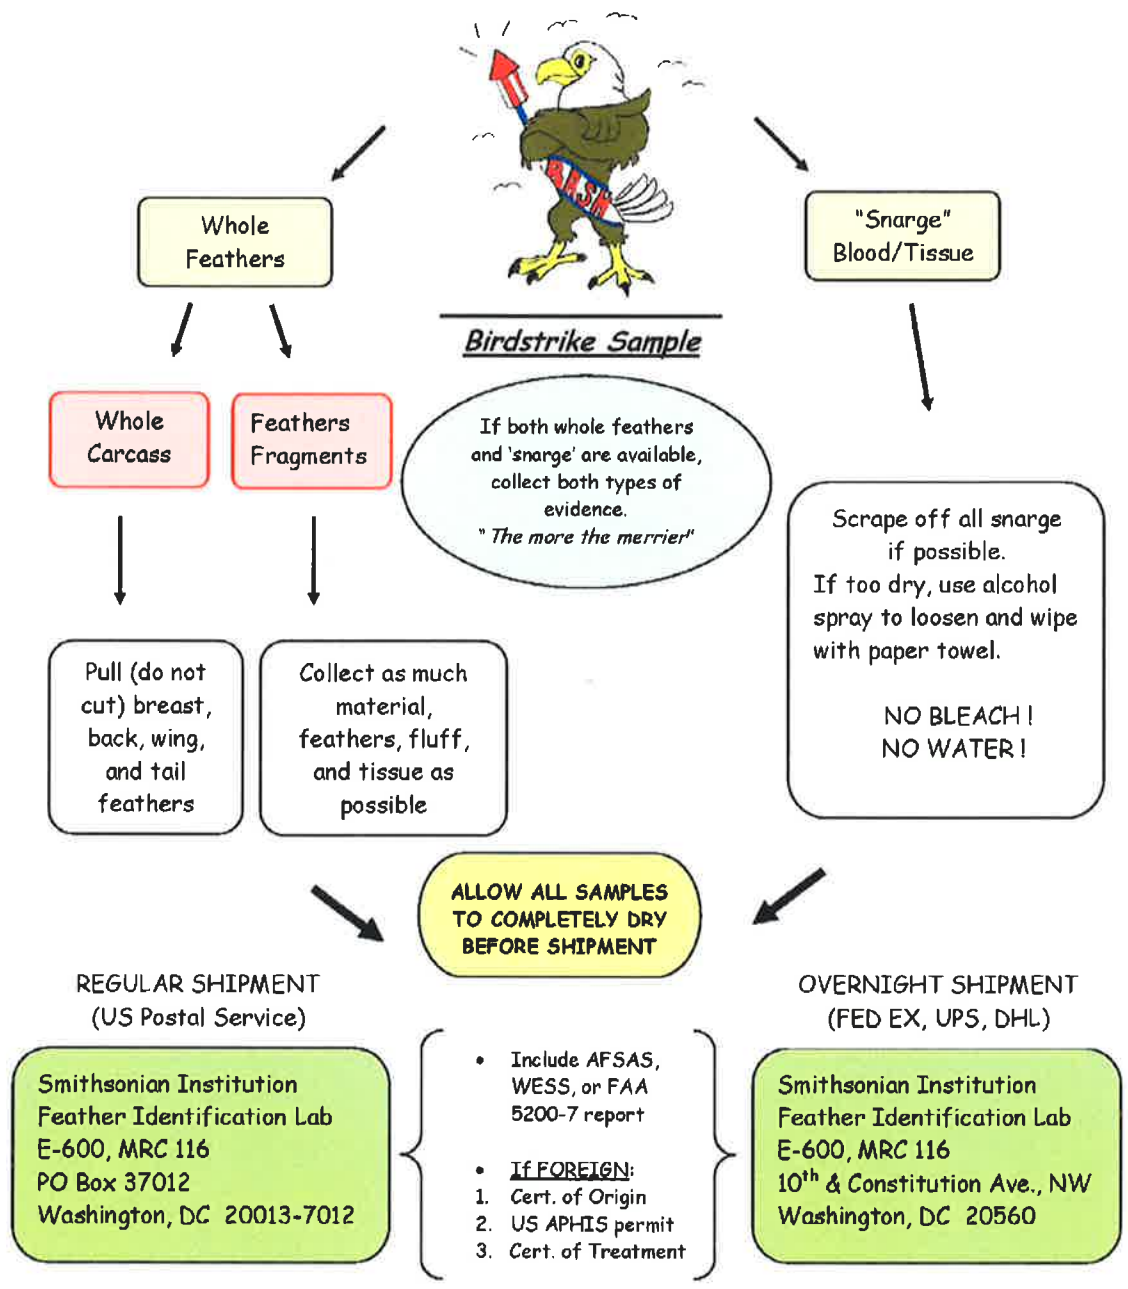 BASH
Whole
Feathers
"Snarge"
Blood/Tissue
Birdstrike Sample
Whole
Carcass
Feathers
Fragments
If both whole feathers
and 'snarge' are available,
collect both types of
evidence.
" The more the merrier"
Scrape off all snarge
if possible.
If too dry, use alcohol
spray to loosen and wipe
with paper towel.
NO BLEACH !
NO WATER !
Pull (do not
cut) breast,
back, wing,
and tail
feathers
Collect as much
material,
feathers, fluff,
and tissue as
possible
ALLOW ALL SAMPLES
TO COMPLETELY DRY
BEFORE SHIPMENT
REGULAR SHIPMENT
(US Postal Service)
Smithsonian Institution
Feather Identification Lab
E-600, MRC 116
PO Box 37012
Washington, DC 20013-7012
• Include AFSAS,
WESS, or FAA
5200-7 report
• If FOREIGN:
1. Cert. of Origin
2. US APHIS permit
3. Cert. of Treatment
OVERNIGHT SHIPMENT
(FED EX, UPS, DHL)
Smithsonian Institution
Feather Identification Lab
E-600, MRC 116
10th & Constitution Ave., NW
Washington, DC 20560